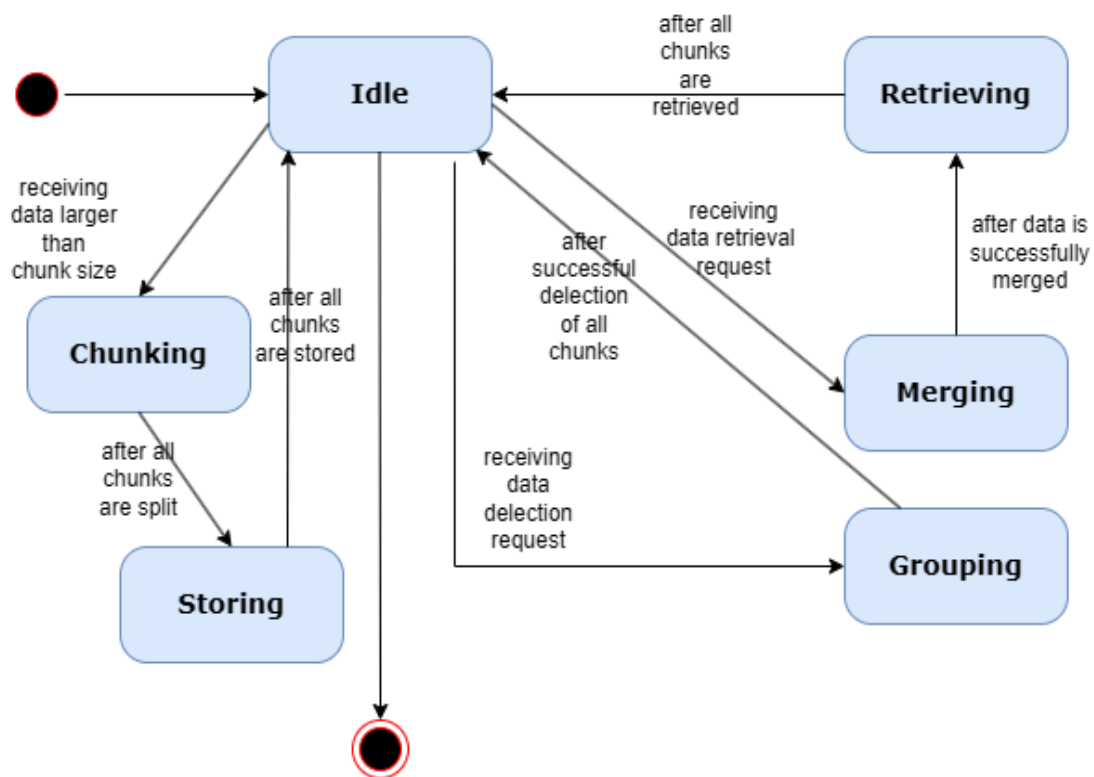 after all
chunks
are
retrieved
Idle
Retrieving
receiving
data larger
than
chunk size
receiving
data retrieval
request
after data is
successfully
merged
after
successful
delection
of all
chunks
after all
chunks
are stored
Chunking
Merging
after all
chunks
are split
receiving
data
delection
request
Storing
Grouping